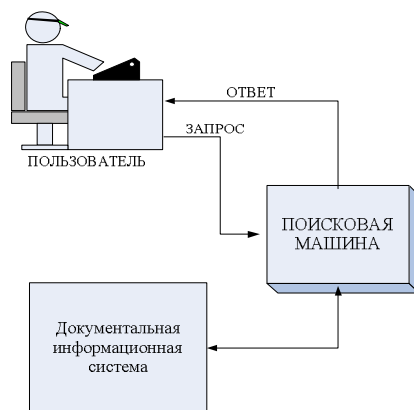 ОТВЕТ
ЗАПРОС
ПОЛЬЗОВАТЕЛЬ
ПОИСКОВАЯ
МАШИНА
Документальная
информационная
система